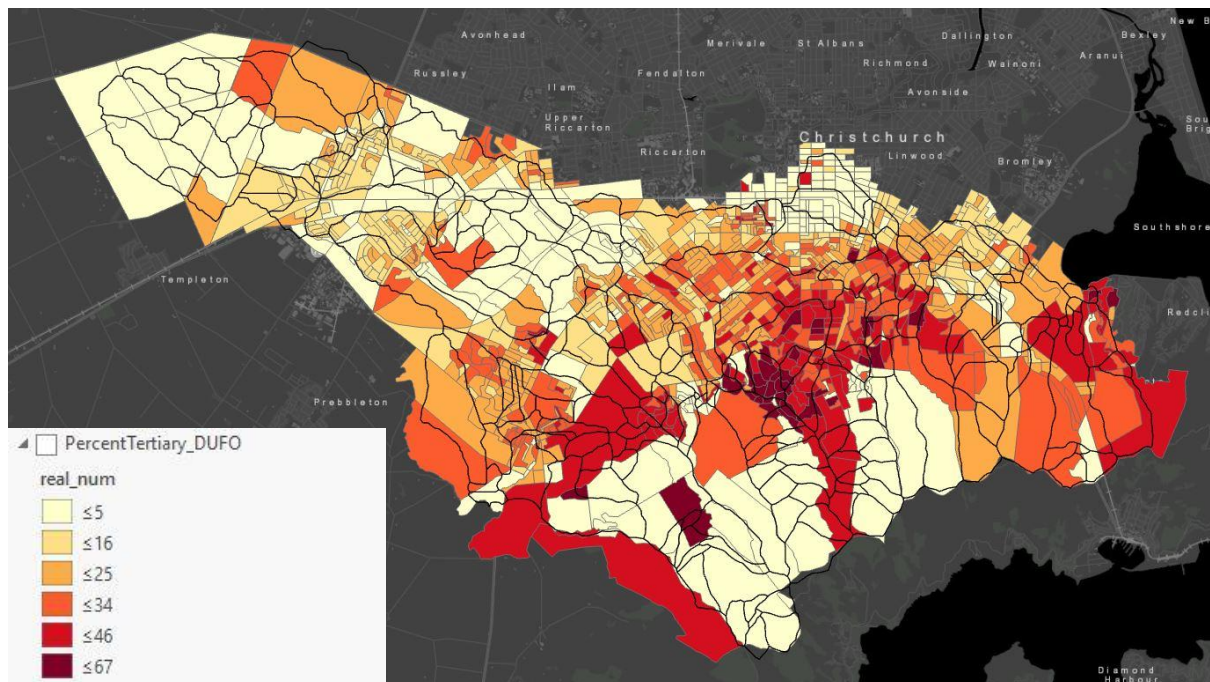 New B
Avonhead
Dallington
Bexley
Merivale
St Albans
Aranui
Russley
Fendalton
Richmond
Wainoni
Ilam
Avonside
Upper
Riccarton
Sou
Brig
Christchurch
Riccarton
Linwood
Bromley
Southshore
Templeton
Redcli
Prebbleton
PercentTertiary_DUFO
real_num
≤5
≤16
≤25
≤34
≤46
≤67
Diamond
Harbour